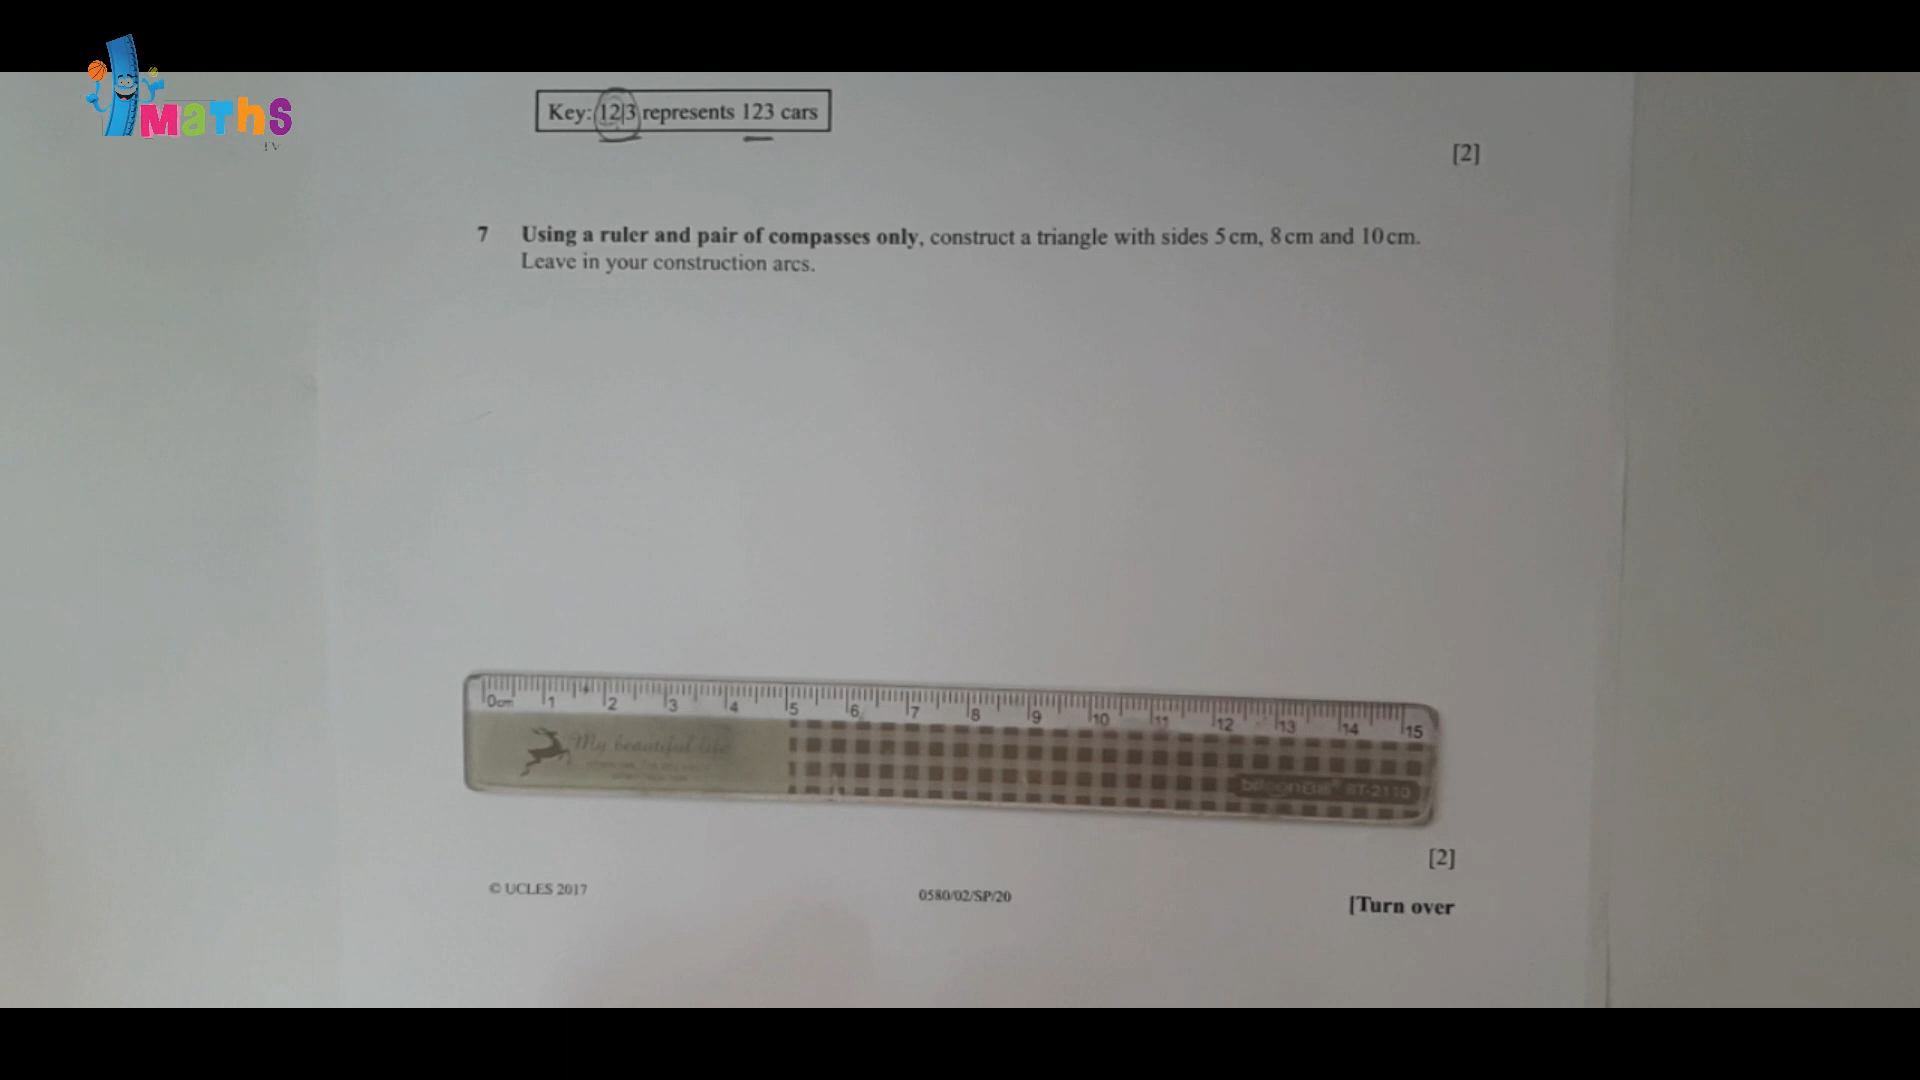 MaTHS
TV
Key: 12|3 represents 123 cars
[2]
7 Using a ruler and pair of compasses only, construct a triangle with sides 5 cm, 8 cm and 10 cm.
Leave in your construction arcs.
0cm 1 2 3 4 5 6 7 8 9 10 11 12 13 14 15
My beautiful life
BT-2110
[2]
© UCLES 2017 0580/02/SP/20 [Turn over